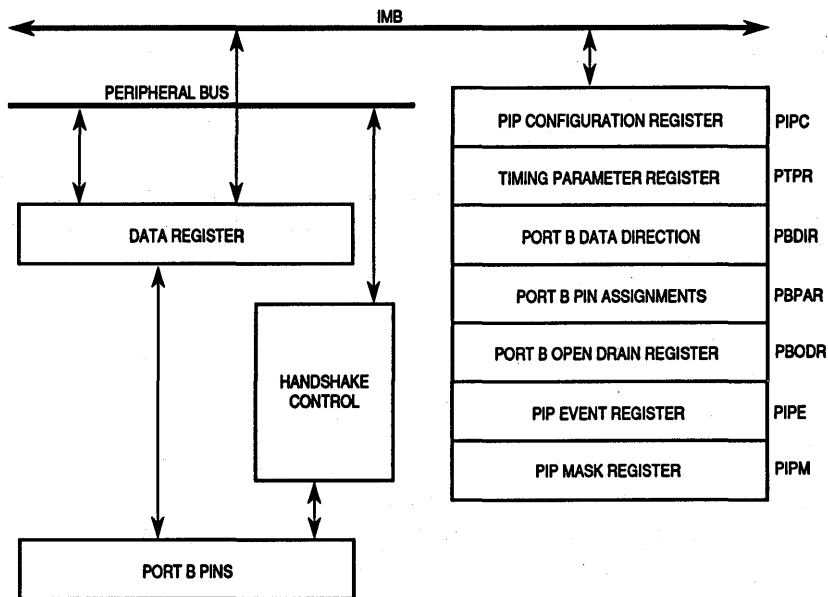 IMB
PERIPHERAL BUS
DATA REGISTER
HANDSHAKE
CONTROL
PORT B PINS
PIP CONFIGURATION REGISTER PIPC
TIMING PARAMETER REGISTER PTPR
PORT B DATA DIRECTION PBDIR
PORT B PIN ASSIGNMENTS PBPAR
PORT B OPEN DRAIN REGISTER PBODR
PIP EVENT REGISTER PIPE
PIP MASK REGISTER PIPM